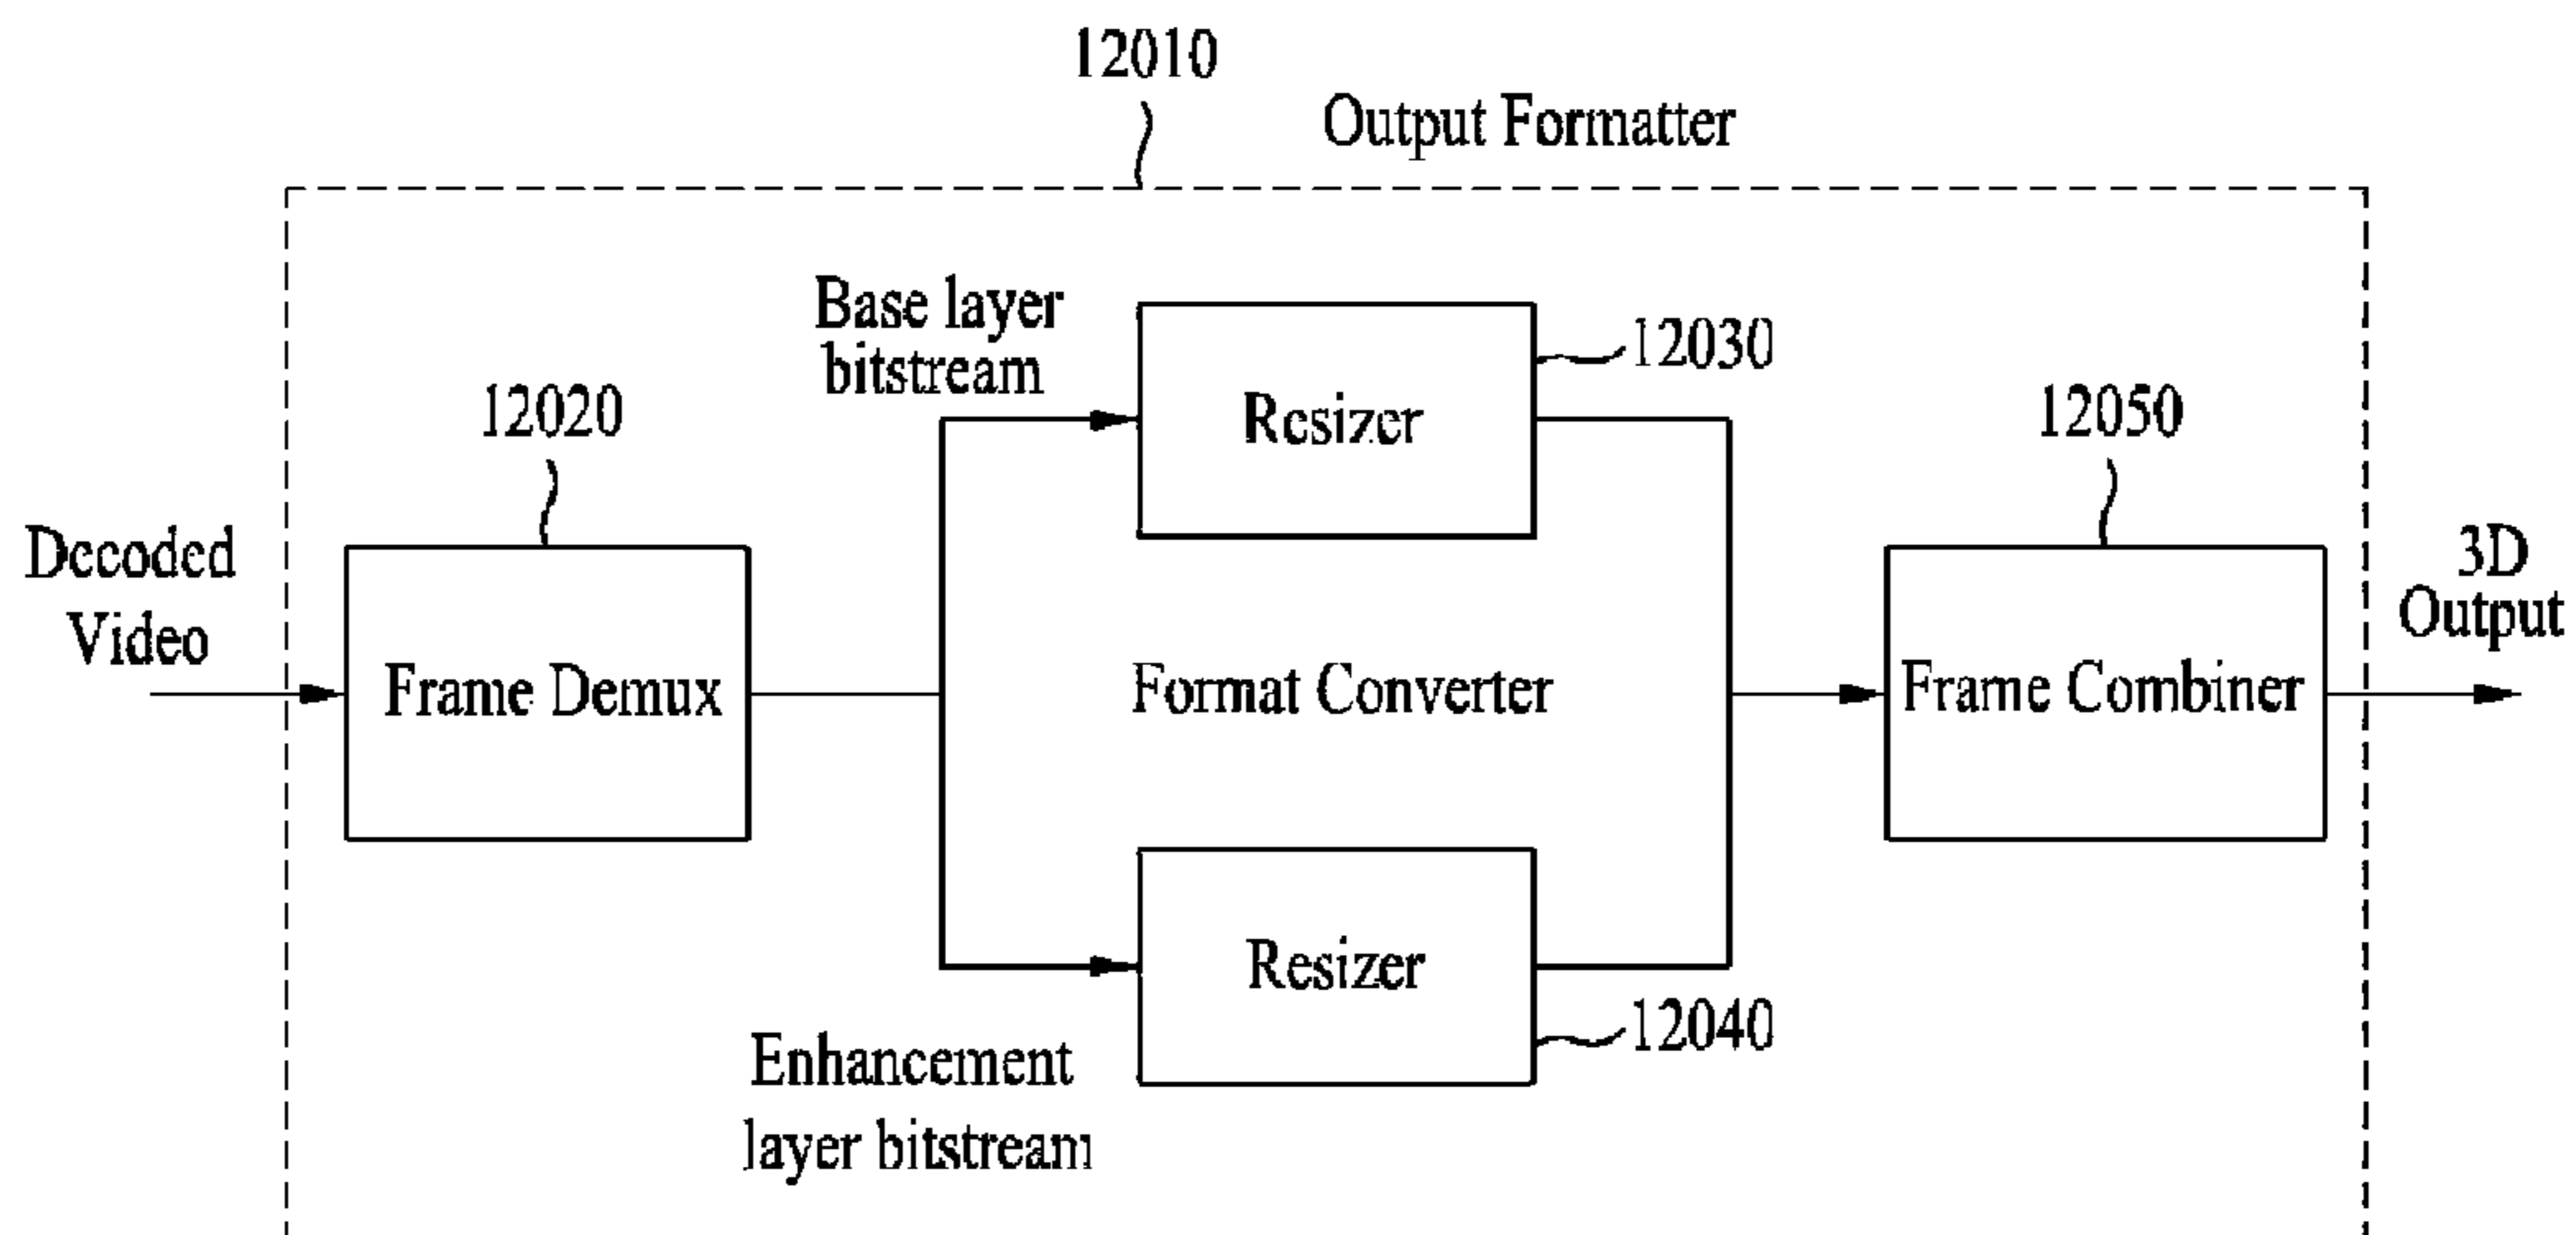 12010
Output Formatter
Base layer
bitstream
12030
Resizer
12020
12050
Decoded
Video
3D
Output
Frame Demux
Format Converter
Frame Combiner
Resizer
12040
Enhancement
layer bitstream